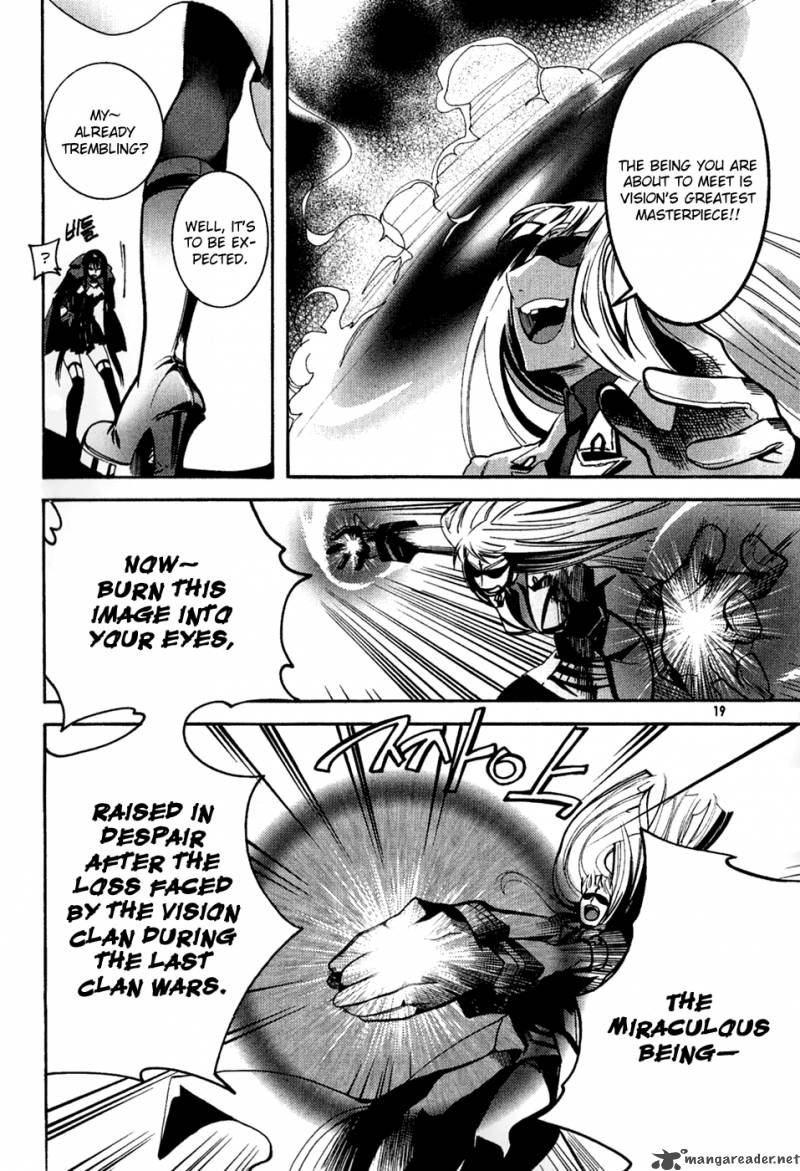 MY~
ALREADY
TREMBLING?
WELL, IT'S
TO BE EX-
PECTED.
비틀
?
THE BEING YOU ARE
ABOUT TO MEET IS
VISION'S GREATEST
MASTERPIECE!!
NOW~
BURN THIS
IMAGE INTO
YOUR EYES,
19
RAISED IN
DESPAIR
AFTER THE
LOSS FACED
BY THE VISION
CLAN DURING
THE LAST
CLAN WARS.
THE
MIRACULOUS
BEING—
mangareader.net